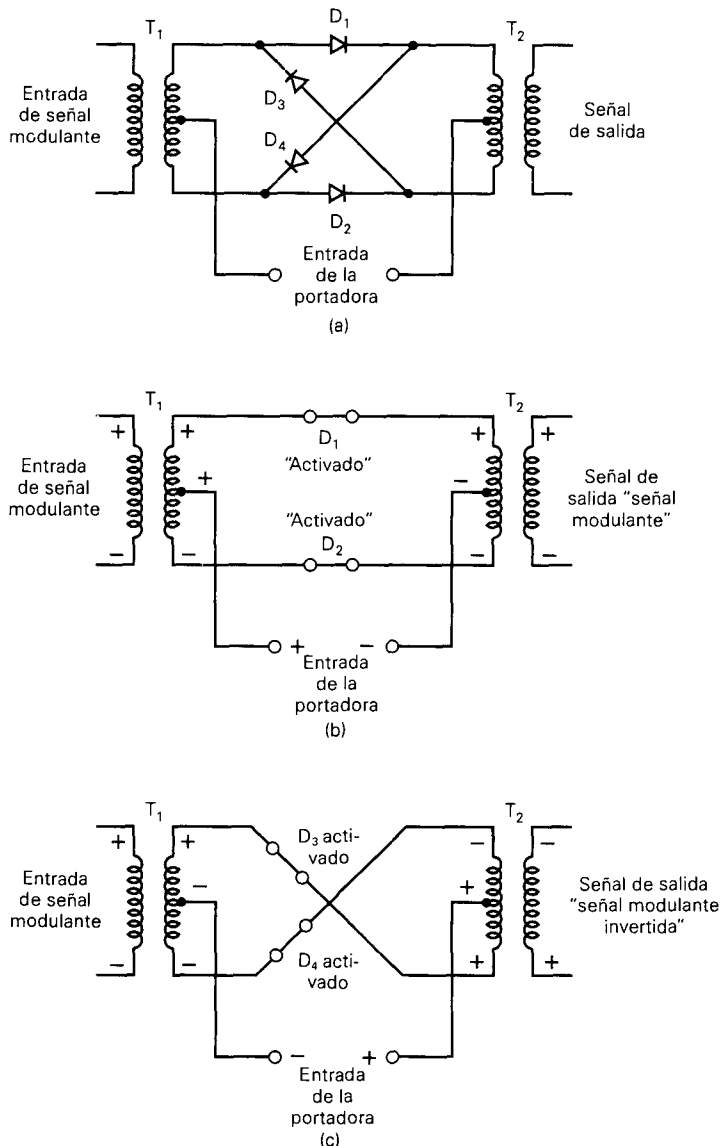 T1
D1
T2
Entrada
de señal
modulante
D3
D4
Señal
de salida
D2
Entrada
de la
portadora
(a)
T1
T2
+
+
+
+
D1
"Activado"
+
−
Entrada
de señal
modulante
Señal de
salida "señal
modulante"
"Activado"
D2
−
−
−
−
+
−
Entrada
de la
portadora
(b)
T1
T2
+
+
D3 acti-
vado
−
−
−
+
Entrada
de señal
modulante
Señal de salida
"señal modulante
invertida"
−
−
D4 acti-
vado
+
+
−
+
Entrada
de la
portadora
(c)